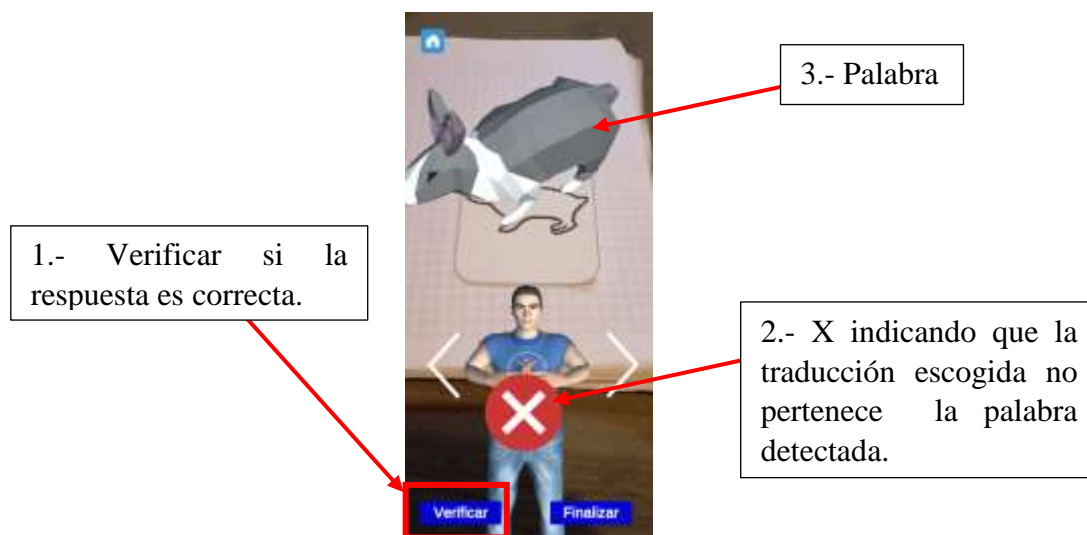 3.- Palabra
1.- Verificar si la
respuesta es correcta.
2.- X indicando que la
traducción escogida no
pertenece la palabra
detectada.
Verificar
Finalizar